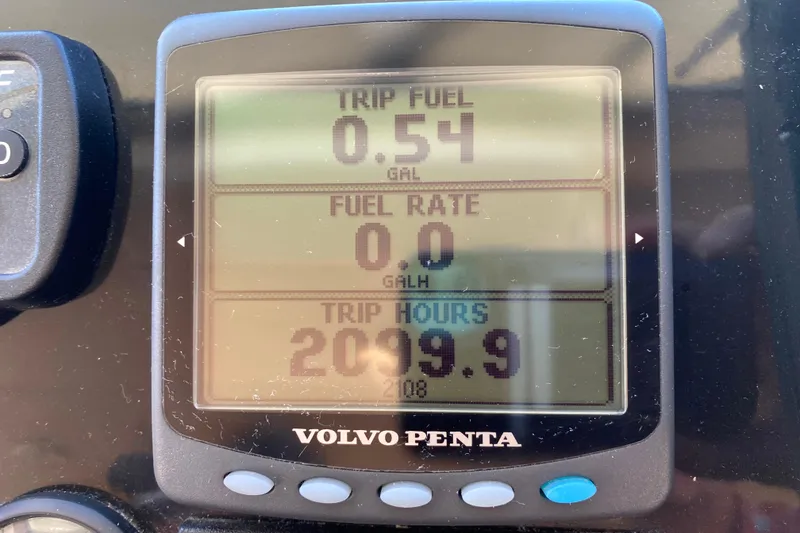 TRIP FUEL
0.54
GAL
FUEL RATE
0.0
GALH
TRIP HOURS
2099.9
2108
VOLVO PENTA